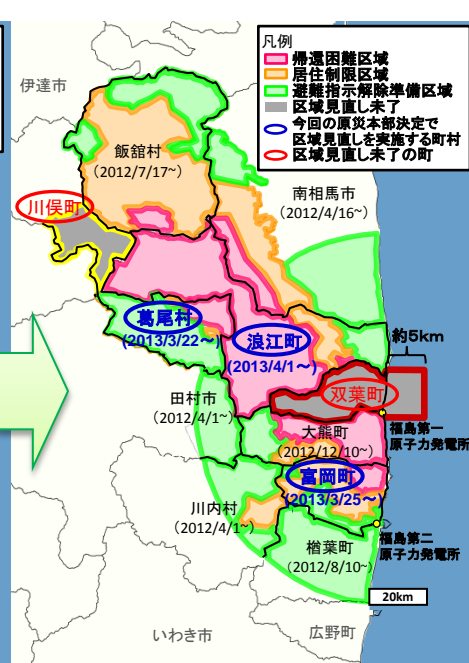 凡例
帰還困難区域
居住制限区域
避難指示解除準備区域
区域見直し未了
今回の原災本部決定で
区域見直しを実施する町村
区域見直し未了の町
伊達市
飯舘村
(2012/7/17~)
川俣町
南相馬市
(2012/4/16~)
葛尾村
(2013/3/22~)
浪江町
(2013/4/1~)
約5km
双葉町
田村市
(2012/4/1~)
大熊町
(2012/12/10~)
福島第一
原子力発電所
富岡町
(2013/3/25~)
川内村
(2012/4/1~)
楢葉町
(2012/8/10~)
福島第二
原子力発電所
20km
いわき市
広野町